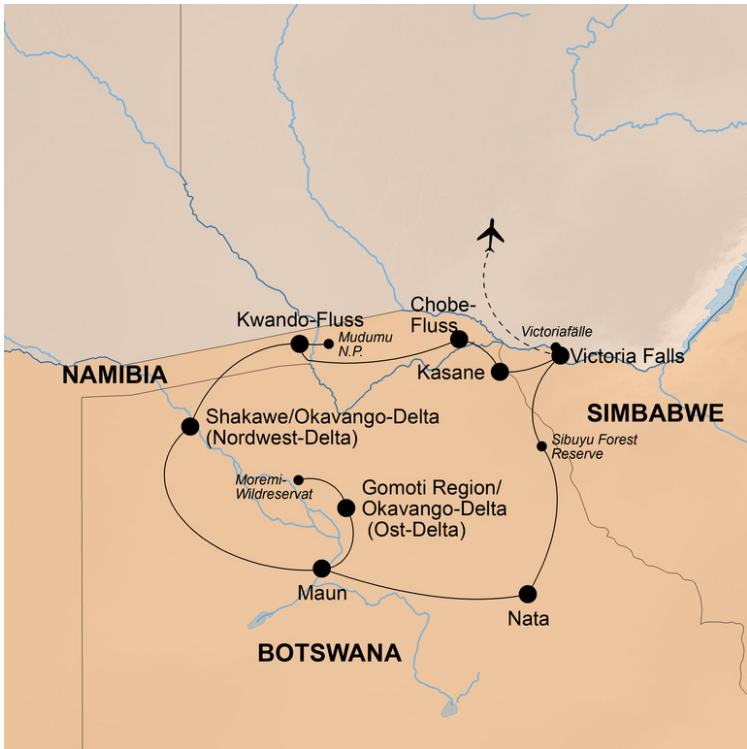 Chobe-
Fluss
Kwando-Fluss
Mudumu
N.P.
Victoriafälle
Victoria Falls
Kasane
NAMIBIA
SIMBABWE
Shakawe/Okavango-Delta
(Nordwest-Delta)
Sibuyu Forest
Reserve
Moremi-
Wildreservat
Gomoti Region/
Okavango-Delta
(Ost-Delta)
Maun
Nata
BOTSWANA